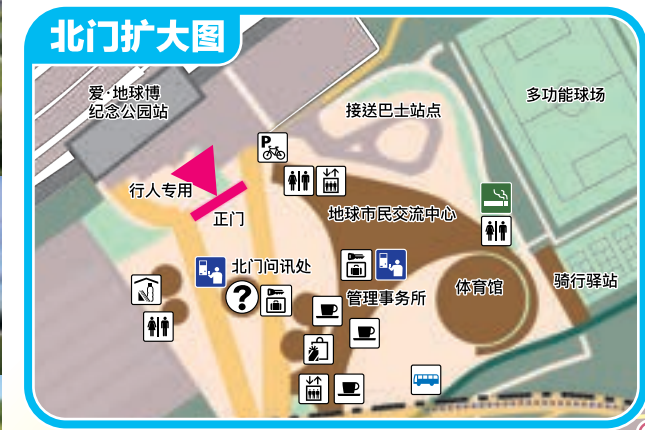 北门扩大图
爱·地球博
纪念公园站
接送巴士站点
多功能球场
P
行人专用
正门
地球市民交流中心
北门问讯处
?
管理事务所
体育馆
骑行驿站